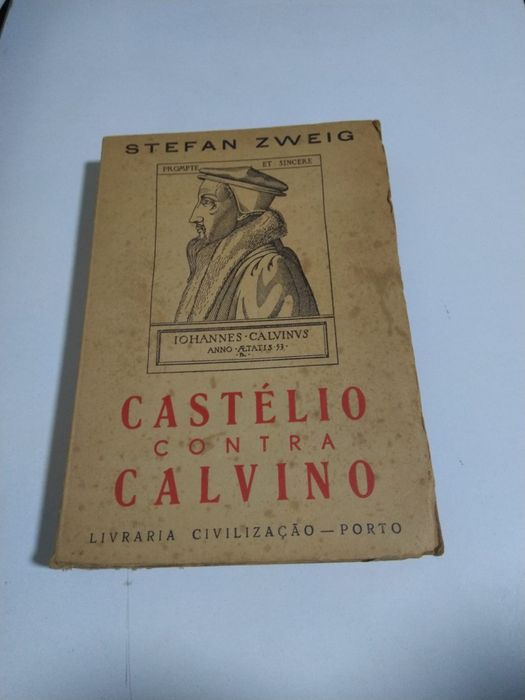 STEFAN ZWEIG
PROMPTE ET SINCERE
IOHANNES · CALVINVS
ANNO · ÆTATIS · 53 ·
CASTÉLIO
CONTRA
CALVINO
LIVRARIA CIVILIZAÇÃO — PORTO